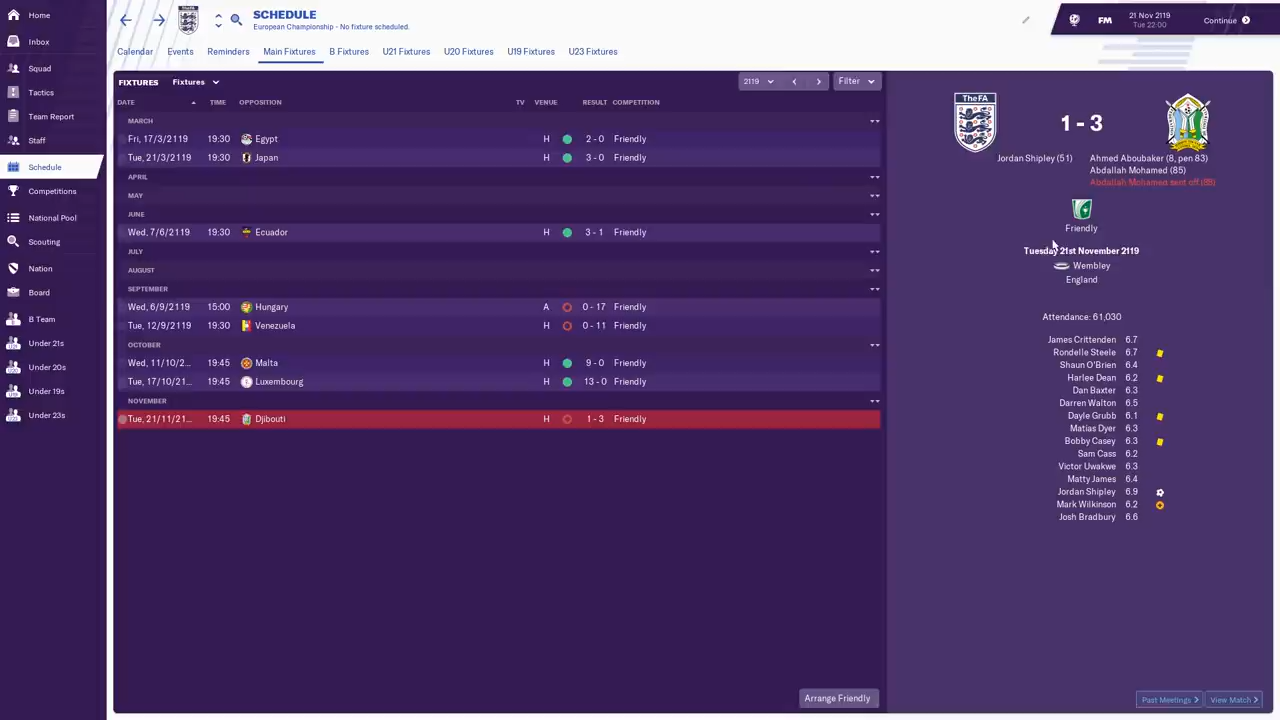 Home
Inbox
Squad
Tactics
Team Report
Staff
Schedule
Competitions
National Pool
Scouting
Nation
Board
B Team
Under 21s
Under 20s
Under 19s
Under 23s
SCHEDULE
European Championship - No fixture scheduled.
FM
21 Nov 2119
Tue 22:00
Continue
Calendar Events Reminders Main Fixtures B Fixtures U21 Fixtures U20 Fixtures U19 Fixtures U23 Fixtures
FIXTURES Fixtures 2119 Filter
DATE TIME OPPOSITION TV VENUE RESULT COMPETITION
MARCH
Fri, 17/3/2119 19:30 Egypt H 2 - 0 Friendly
Tue, 21/3/2119 19:30 Japan H 3 - 0 Friendly
APRIL
MAY
JUNE
Wed, 7/6/2119 19:30 Ecuador H 3 - 1 Friendly
JULY
AUGUST
SEPTEMBER
Wed, 6/9/2119 15:00 Hungary A 0 - 17 Friendly
Tue, 12/9/2119 19:30 Venezuela H 0 - 11 Friendly
OCTOBER
Wed, 11/10/2... 19:45 Malta H 9 - 0 Friendly
Tue, 17/10/21... 19:45 Luxembourg H 13 - 0 Friendly
NOVEMBER
Tue, 21/11/21... 19:45 Djibouti H 1 - 3 Friendly
Arrange Friendly
The FA
1 - 3
Jordan Shipley (51)
Ahmed Aboubaker (8, pen 83)
Abdallah Mohamed (85)
Abdallah Mohamed sent off (89)
Friendly
Tuesday 21st November 2119
Wembley
England
Attendance: 61,030
James Crittenden 6.7
Rondelle Steele 6.7
Shaun O'Brien 6.4
Harlee Dean 6.2
Dan Baxter 6.3
Darren Walton 6.5
Dayle Grubb 6.1
Matias Dyer 6.3
Bobby Casey 6.3
Sam Cass 6.2
Victor Uwakwe 6.3
Matty James 6.4
Jordan Shipley 6.9
Mark Wilkinson 6.2
Josh Bradbury 6.6
Past Meetings View Match